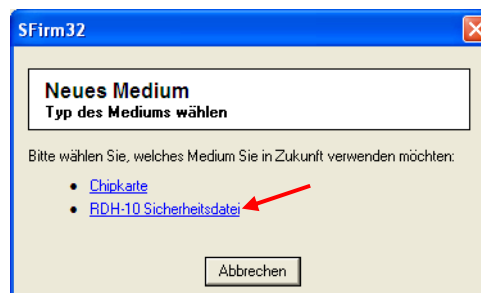 SFirm32
Neues Medium
Typ des Mediums wählen
Bitte wählen Sie, welches Medium Sie in Zukunft verwenden möchten:
• Chipkarte
• RDH-10 Sicherheitsdatei
Abbrechen